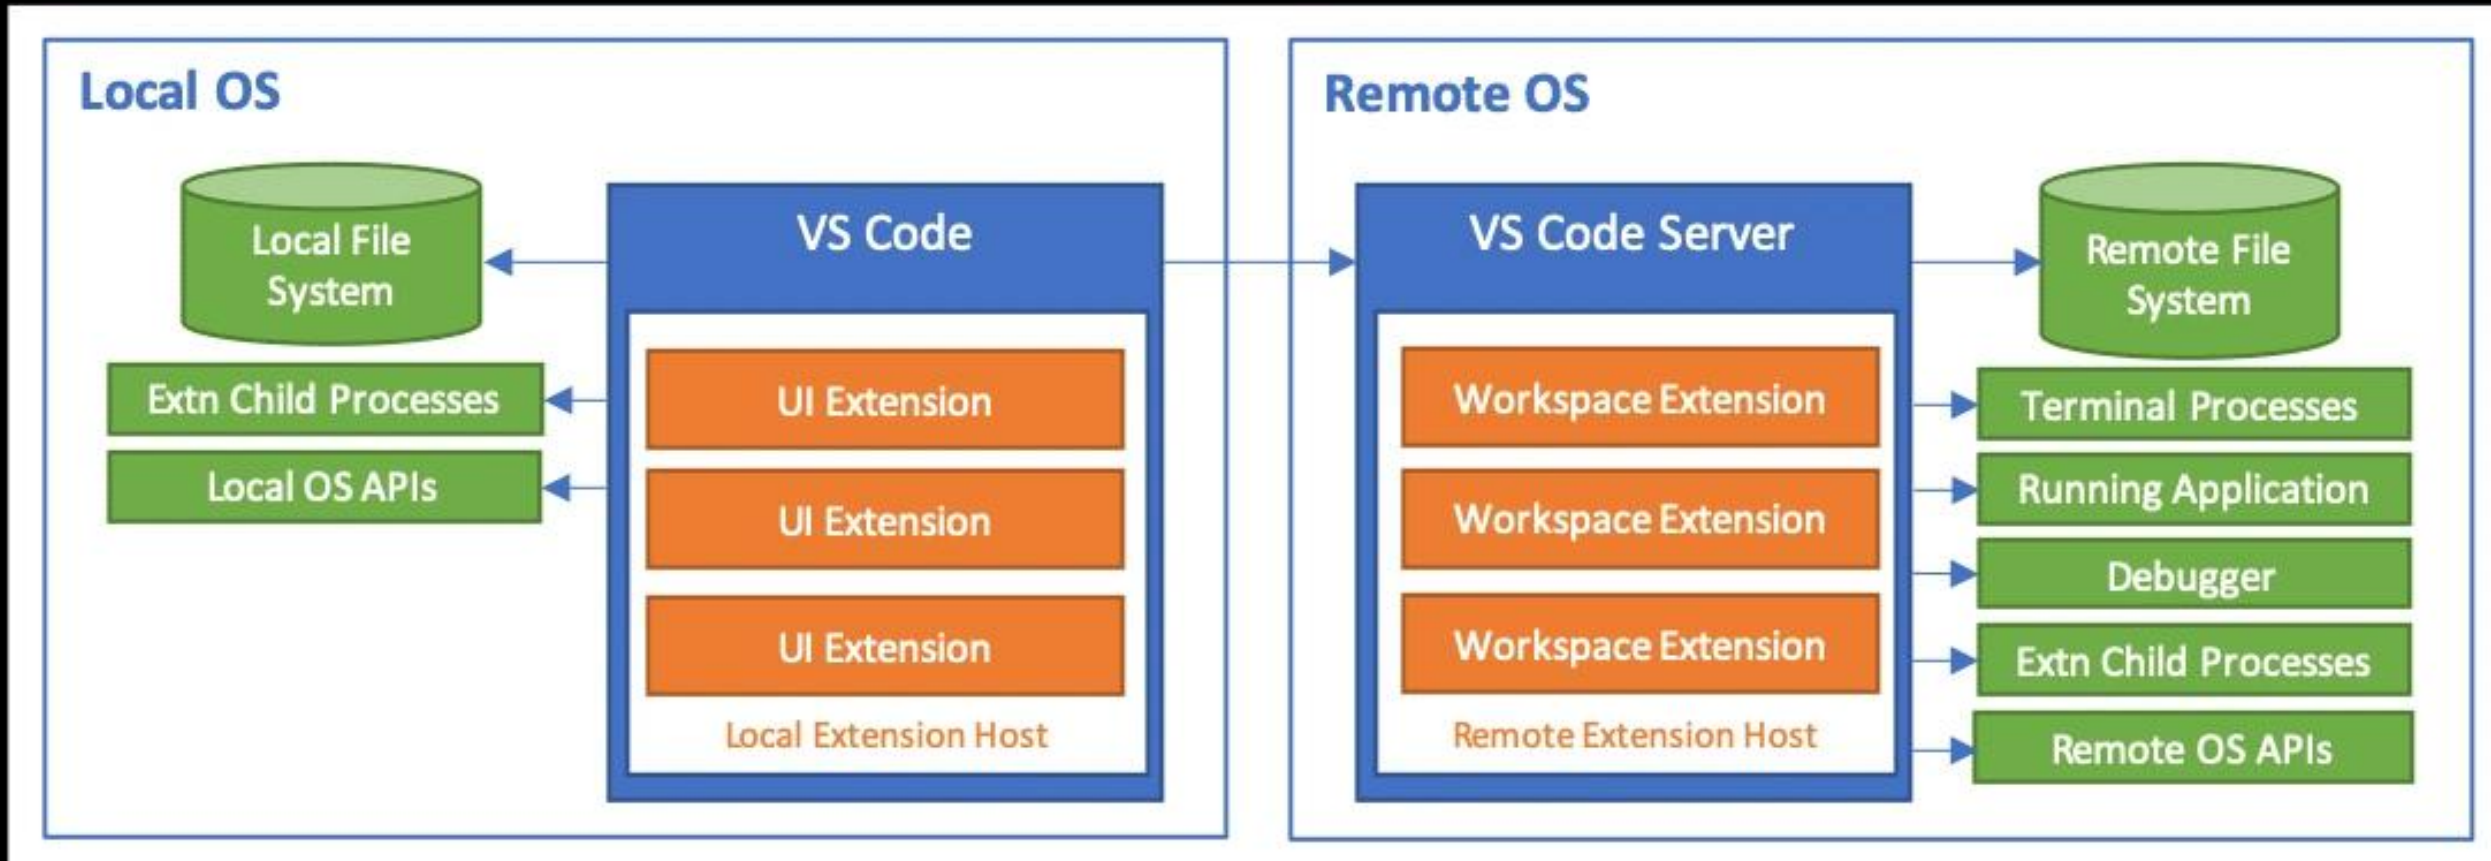 Local OS
Local File
System
Extn Child Processes
Local OS APIs
VS Code
UI Extension
UI Extension
UI Extension
Local Extension Host
Remote OS
VS Code Server
Workspace Extension
Workspace Extension
Workspace Extension
Remote Extension Host
Remote File
System
Terminal Processes
Running Application
Debugger
Extn Child Processes
Remote OS APIs